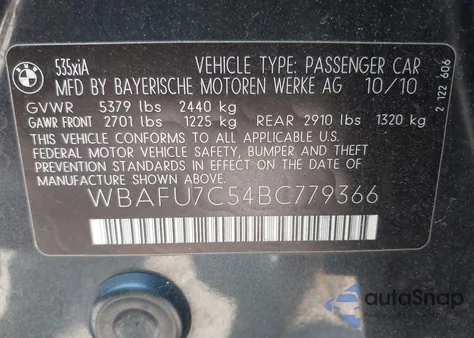 535xiA VEHICLE TYPE: PASSENGER CAR
MFD BY BAYERISCHE MOTOREN WERKE AG 10/10
GVWR 5379 lbs 2440 kg
GAWR FRONT 2701 lbs 1225 kg REAR 2910 lbs 1320 kg
THIS VEHICLE CONFORMS TO ALL APPLICABLE U.S.
FEDERAL MOTOR VEHICLE SAFETY, BUMPER AND THEFT
PREVENTION STANDARDS IN EFFECT ON THE DATE
OF MANUFACTURE SHOWN ABOVE.
WBAFU7C54BC779366
2 122 606
BMW
autoSnap